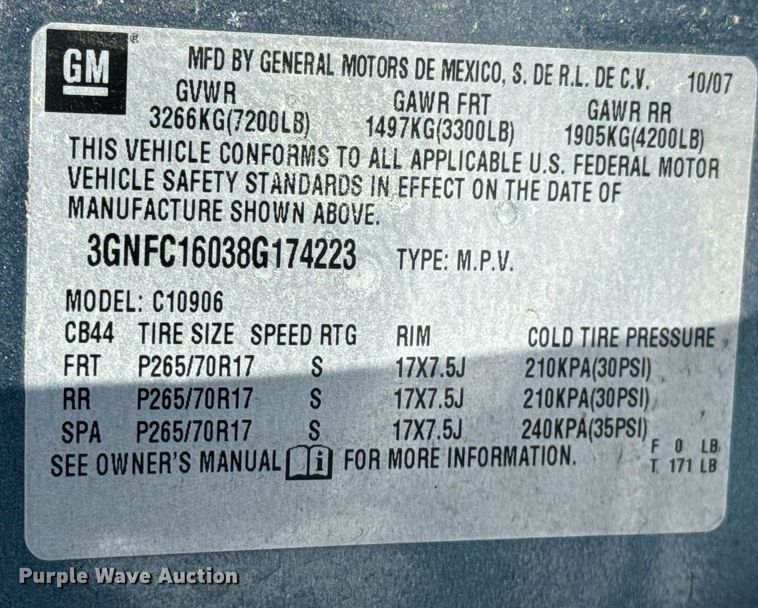 GM ®
MFD BY GENERAL MOTORS DE MEXICO, S. DE R.L. DE C.V. 10/07
GVWR GAWR FRT GAWR RR
3266KG(7200LB) 1497KG(3300LB) 1905KG(4200LB)
THIS VEHICLE CONFORMS TO ALL APPLICABLE U.S. FEDERAL MOTOR
VEHICLE SAFETY STANDARDS IN EFFECT ON THE DATE OF
MANUFACTURE SHOWN ABOVE.
3GNFC16038G174223 TYPE: M.P.V.
MODEL: C10906
CB44 TIRE SIZE SPEED RTG RIM COLD TIRE PRESSURE
FRT P265/70R17 S 17X7.5J 210KPA(30PSI)
RR P265/70R17 S 17X7.5J 210KPA(30PSI)
SPA P265/70R17 S 17X7.5J 240KPA(35PSI)
SEE OWNER'S MANUAL i FOR MORE INFORMATION.
F 0 LB
T 171 LB
Purple Wave Auction